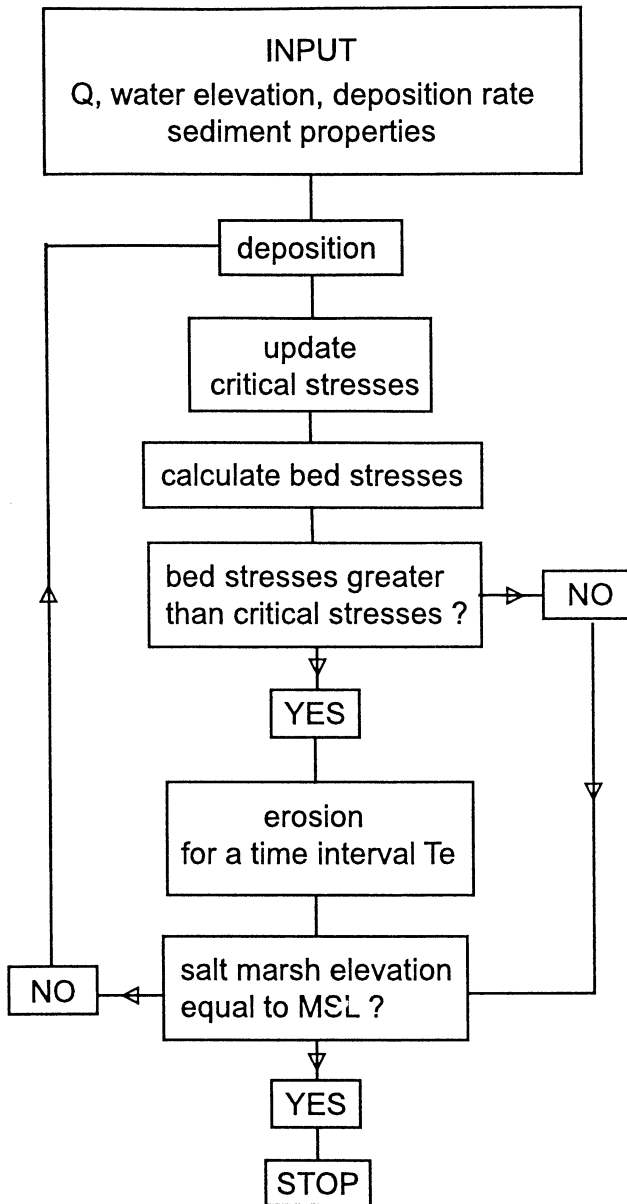 INPUT
Q, water elevation, deposition rate
sediment properties
deposition
update
critical stresses
calculate bed stresses
bed stresses greater
than critical stresses ?
NO
YES
erosion
for a time interval Te
salt marsh elevation
equal to MSL ?
NO
YES
STOP